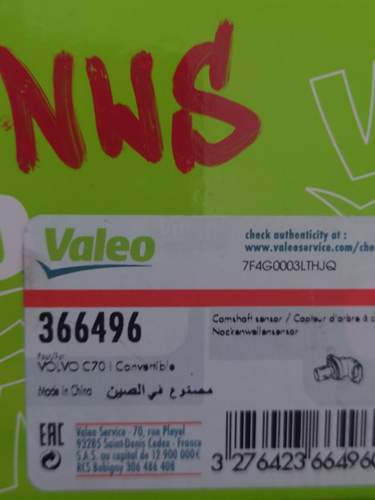 NWS
Valeo
check authenticity at :
www.valeoservice.com/che
7F4G0003LTHJQ
366496
Camshaft sensor / Capteur d'arbre à c
Nockenwellensensor
Pour/For
VOLVO C70 I Convertible
Made in China مصنوع في الصين
EAC
Valeo Service - 70, rue Pleyel
93285 Saint-Denis Cedex - France
S.A.S. au capital de 12 900 000€
RCS Bobigny 306 486 408
3 276423 66496